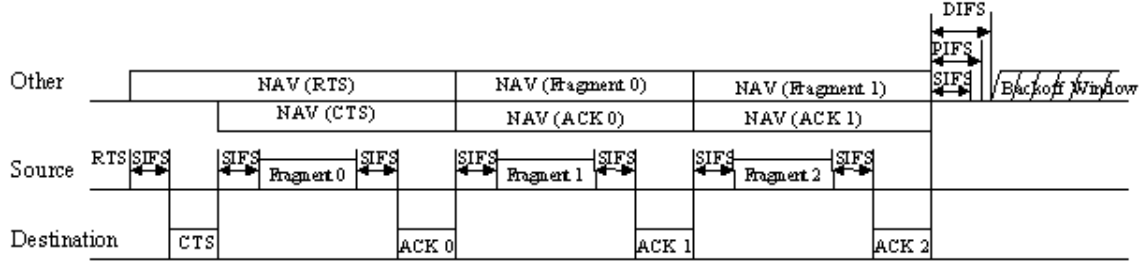 DIFS
PIFS
SIFS
Other
NAV (RTS) NAV (Fragment 0) NAV (Fragment 1) Backoff Window
NAV (CTS) NAV (ACK 0) NAV (ACK 1)
Source RTS SIFS SIFS Fragment 0 SIFS SIFS Fragment 1 SIFS SIFS Fragment 2 SIFS
Destination CTS ACK 0 ACK 1 ACK 2